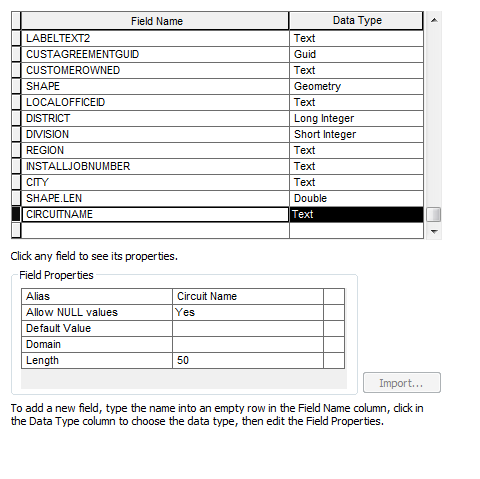 Field Name Data Type
LABELTEXT2 Text
CUSTAGREEMENTGUID Guid
CUSTOMEROWNED Text
SHAPE Geometry
LOCALOFFICEID Text
DISTRICT Long Integer
DIVISION Short Integer
REGION Text
INSTALLJOBNUMBER Text
CITY Text
SHAPE.LEN Double
CIRCUITNAME Text
Click any field to see its properties.
Field Properties
Alias Circuit Name
Allow NULL values Yes
Default Value
Domain
Length 50
Import...
To add a new field, type the name into an empty row in the Field Name column, click in
the Data Type column to choose the data type, then edit the Field Properties.